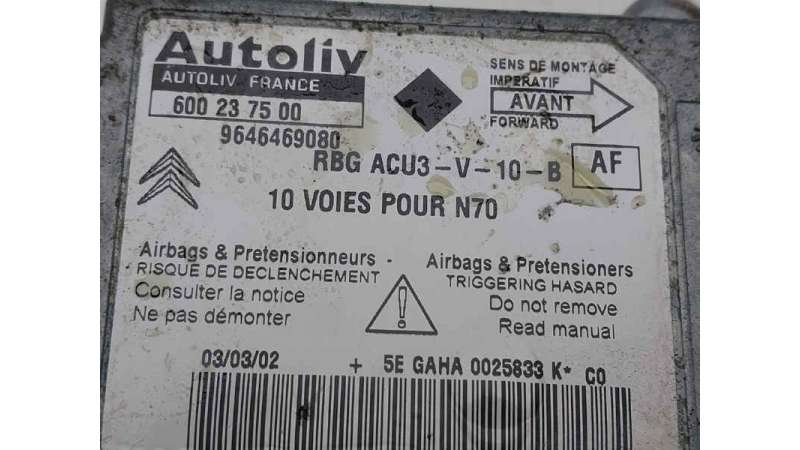 Autoliv
AUTOLIV FRANCE
600 23 75 00
9646469080
SENS DE MONTAGE
IMPERATIF
AVANT
FORWARD
RBG ACU3-V-10-B AF
10 VOIES POUR N70
Airbags & Pretensionneurs -
RISQUE DE DECLENCHEMENT
Consulter la notice
Ne pas démonter
Airbags & Pretensioners
TRIGGERING HASARD
Do not remove
Read manual
!
03/03/02 + 5E GAHA 0025833 K* CO